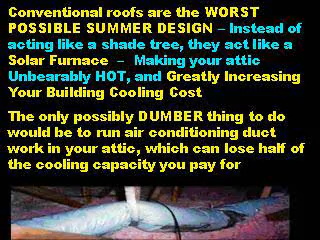 Conventional roofs are the WORST
POSSIBLE SUMMER DESIGN – Instead of
acting like a shade tree, they act like a
Solar Furnace – Making your attic
Unbearably HOT, and Greatly Increasing
Your Building Cooling Cost
The only possibly DUMBER thing to do
would be to run air conditioning duct
work in your attic, which can lose half of
the cooling capacity you pay for